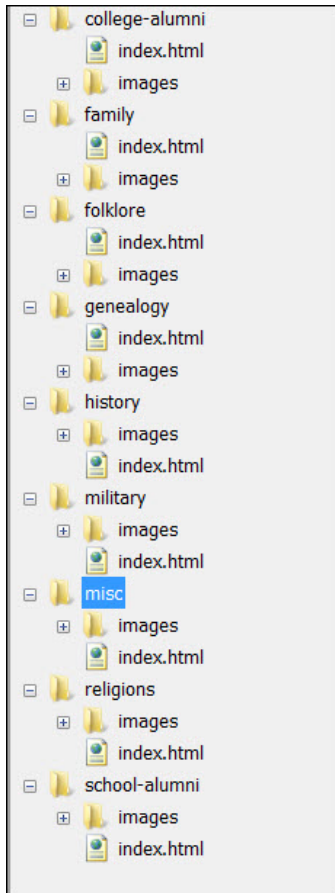 college-alumni
index.html
images
family
index.html
images
folklore
index.html
images
genealogy
index.html
images
history
images
index.html
military
images
index.html
misc
images
index.html
religions
images
index.html
school-alumni
images
index.html